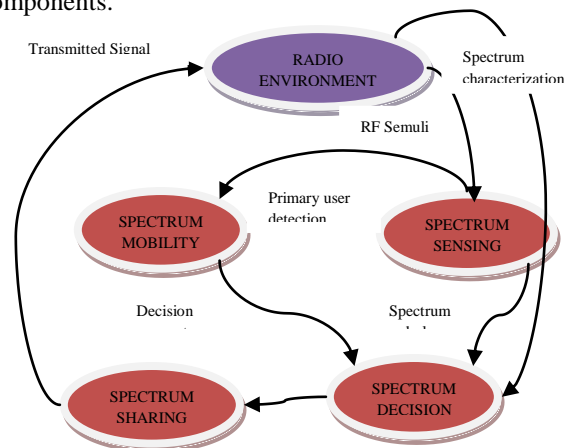 omponents.
Transmitted Signal
RADIO
ENVIRONMENT
Spectrum
characterization
RF Semuli
Primary user
detection
SPECTRUM
MOBILITY
SPECTRUM
SENSING
Decision
Spectrum
SPECTRUM
SHARING
SPECTRUM
DECISION